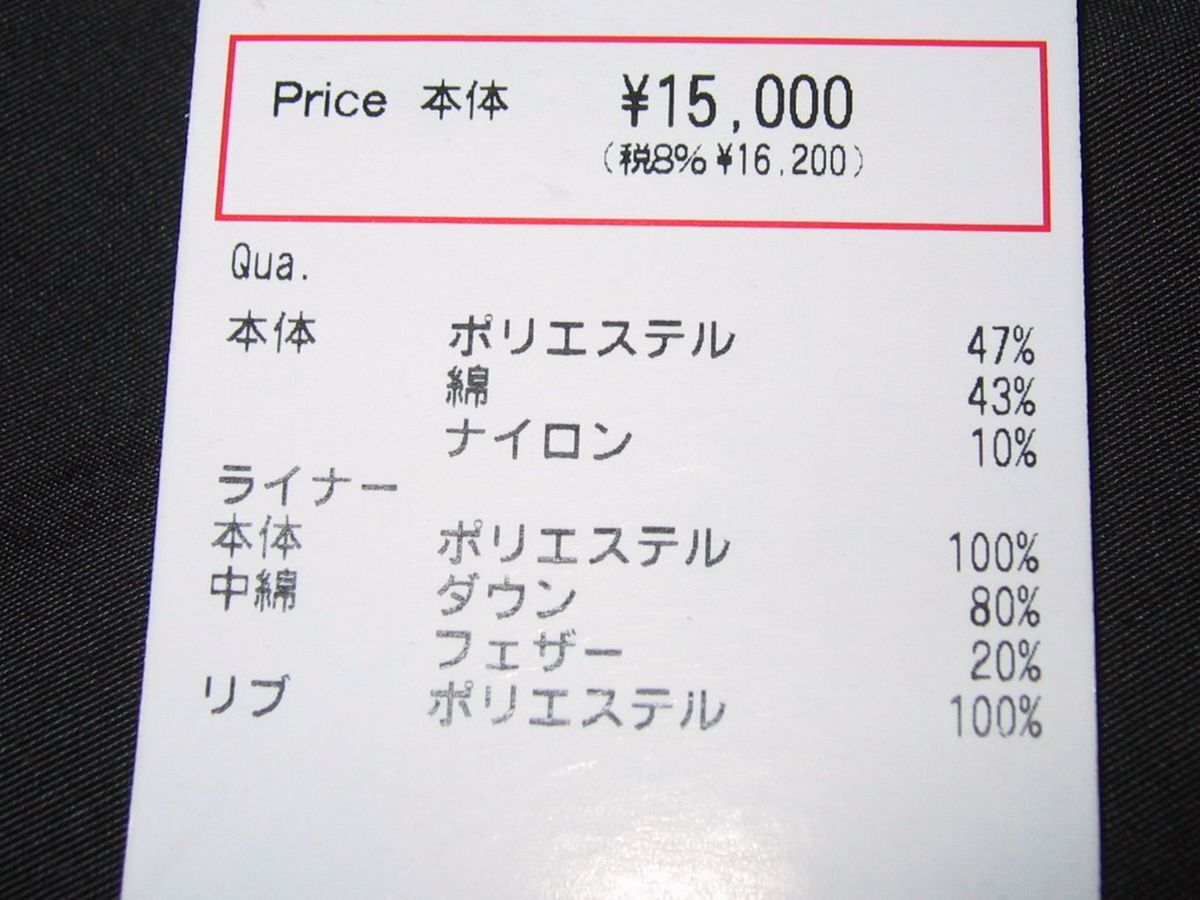 Price 本体 ¥15,000
(税8% ¥16,200)
Qua.
本体 ポリエステル 47%
綿 43%
ナイロン 10%
ライナー
本体 ポリエステル 100%
中綿 ダウン 80%
フェザー 20%
リブ ポリエステル 100%